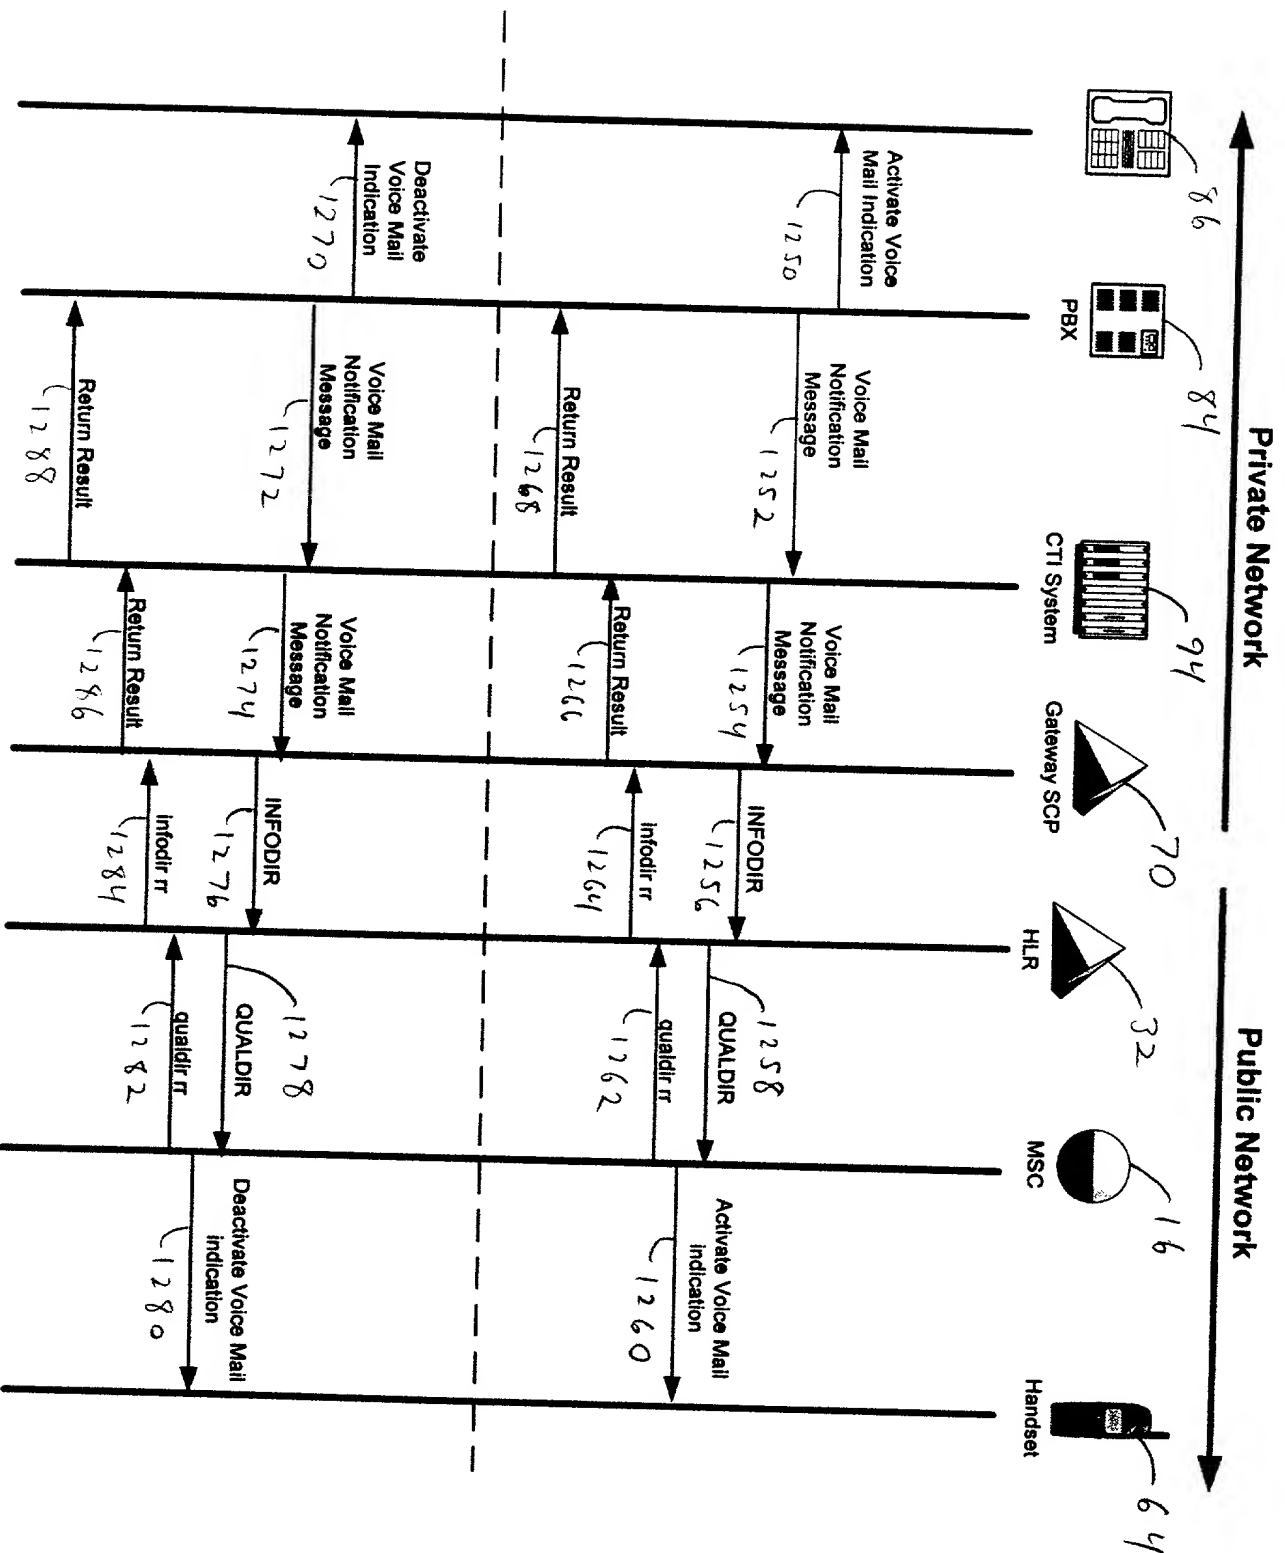 Private Network
Public Network
86
84
94
70
32
16
64
PBX
CTI System
Gateway SCP
HLR
MSC
Handset
Activate Voice
Mail Indication
1250
Voice Mail
Notification
Message
1252
Voice Mail
Notification
Message
1254
INFODIR
1256
QUALDIR
1258
Activate Voice Mail
indication
1260
qualdir rr
1262
infodir rr
1264
Return Result
1266
Return Result
1268
Deactivate
Voice Mail
Indication
1270
Voice Mail
Notification
Message
1272
Voice Mail
Notification
Message
1274
INFODIR
1276
QUALDIR
1278
Deactivate Voice Mail
indication
1280
qualdir rr
1282
infodir rr
1284
Return Result
1286
Return Result
1288